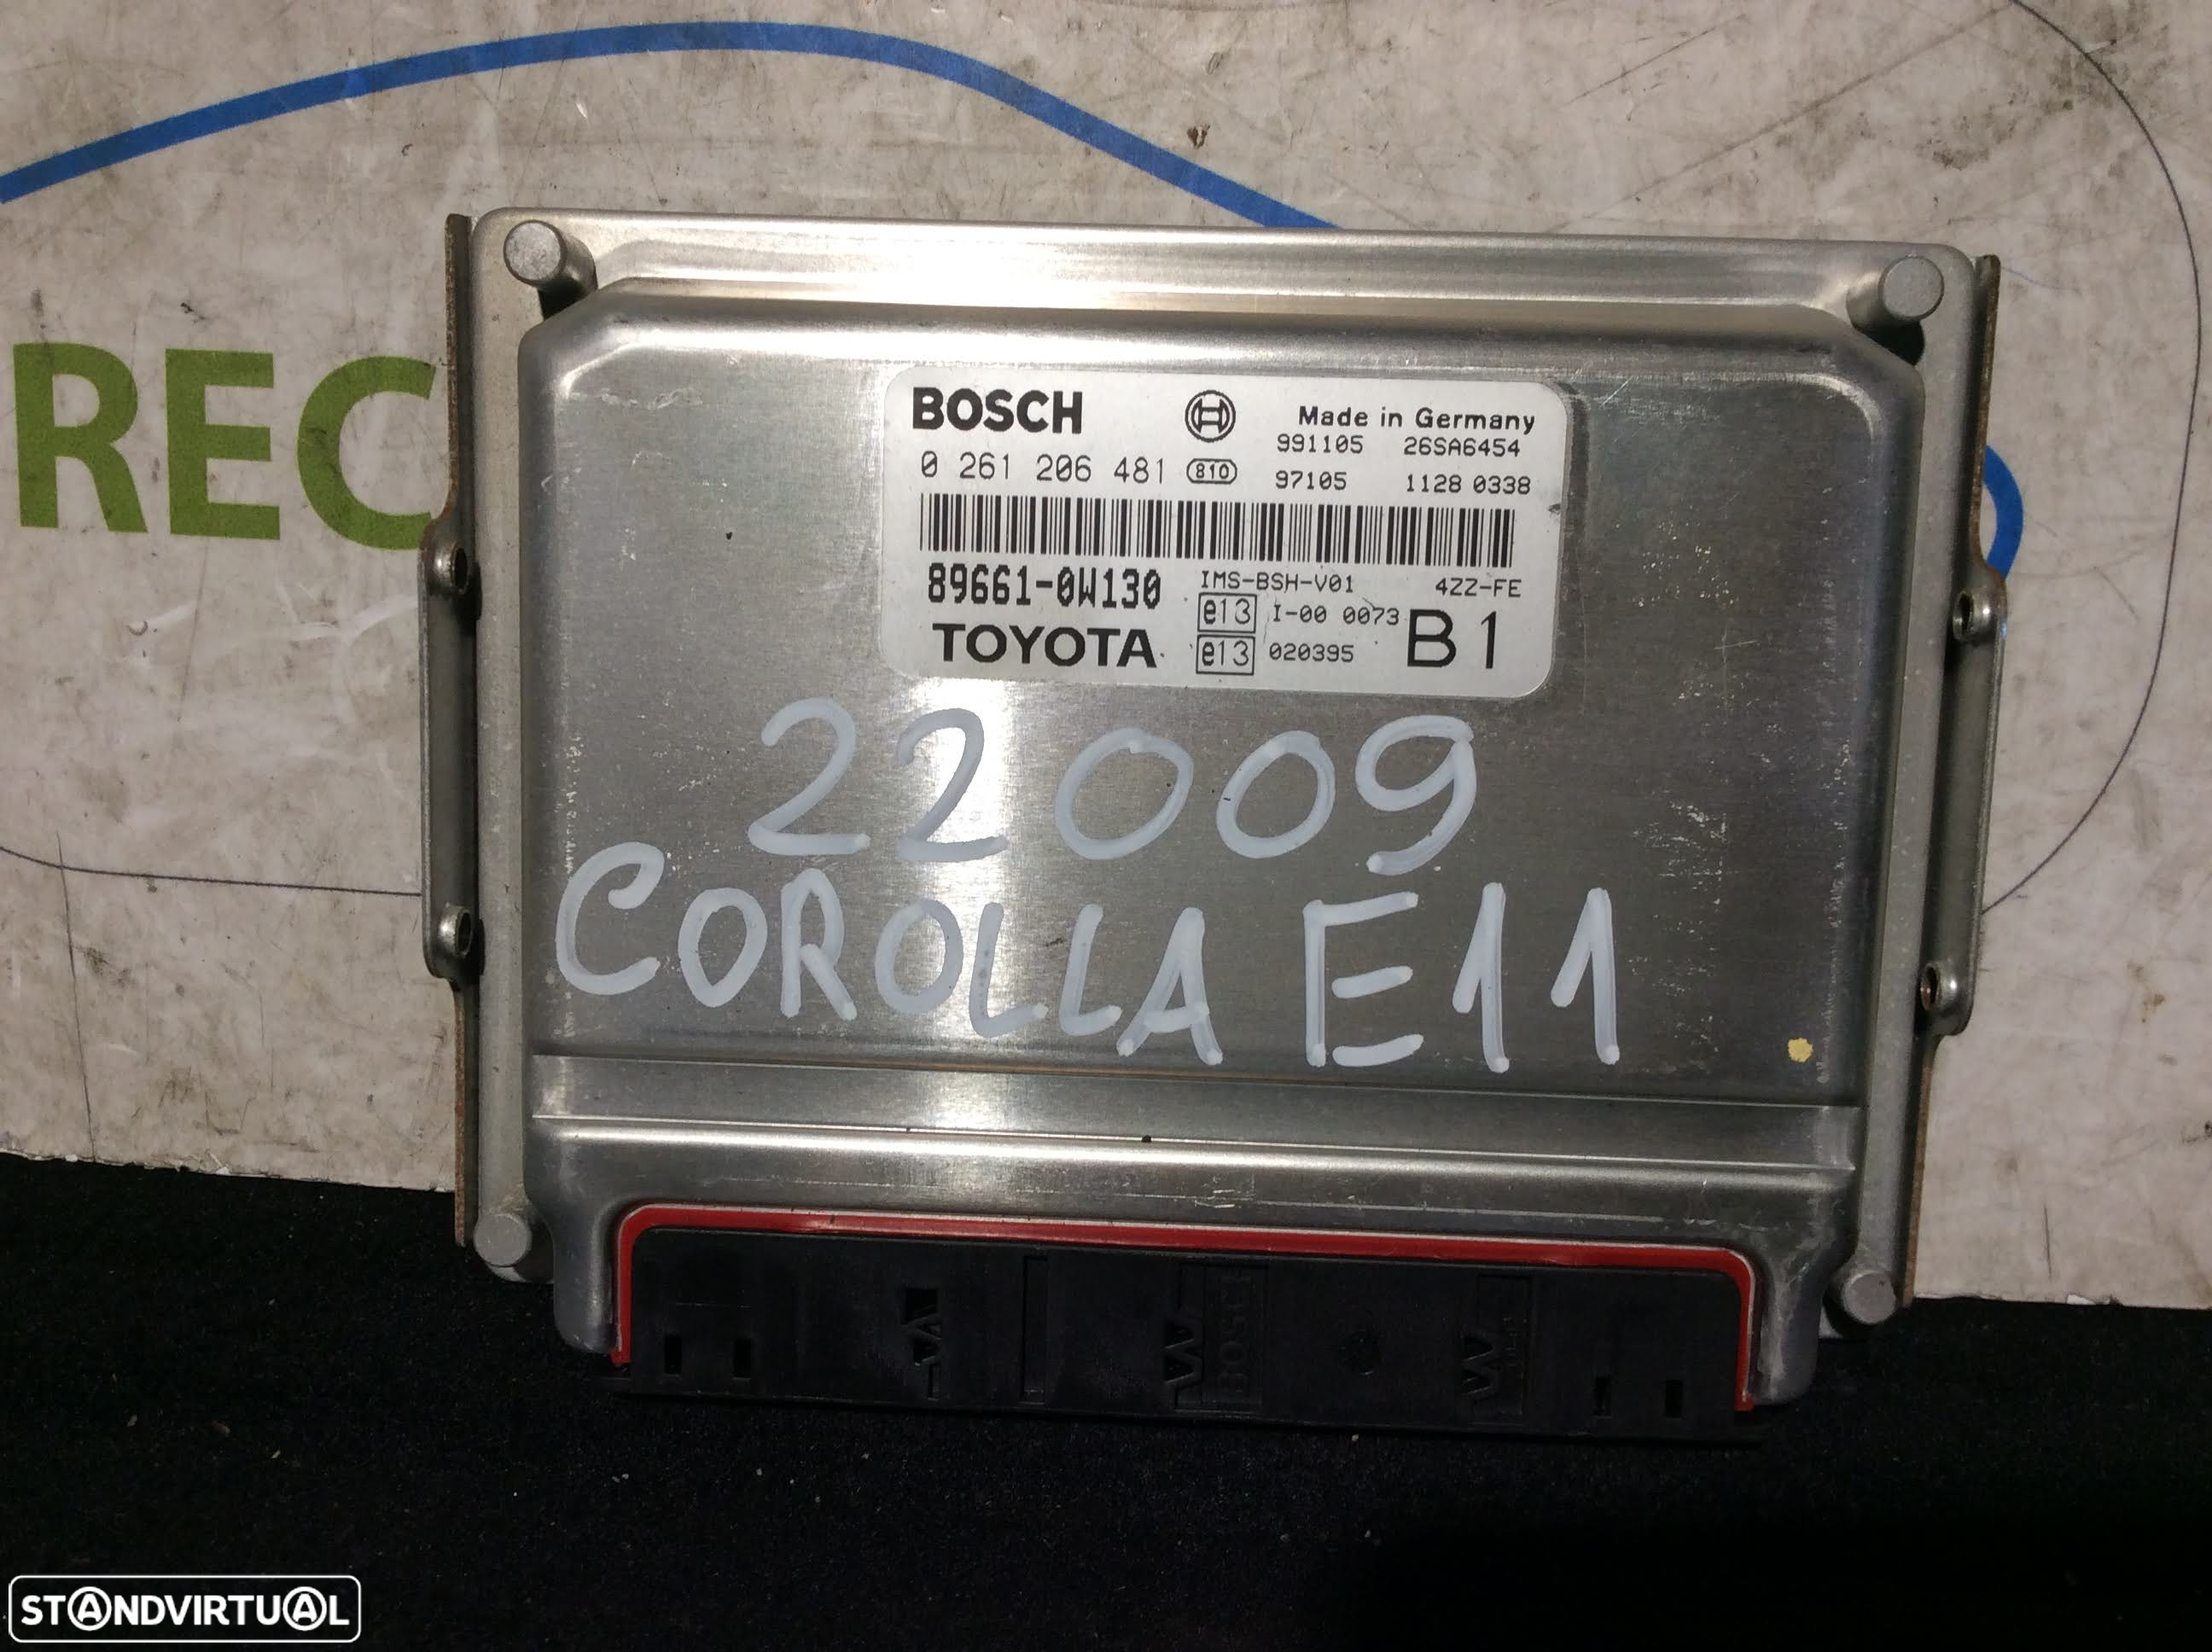 REC
BOSCH Made in Germany
991105 26SA6454
0 261 206 481 810
97105 1128 0338
89661-0W130 IMS-BSH-V01 4ZZ-FE
e13 I-00 0073 B1
TOYOTA e13 020395
22009
COROLLA E11
BOSCH
STANDVIRTUAL